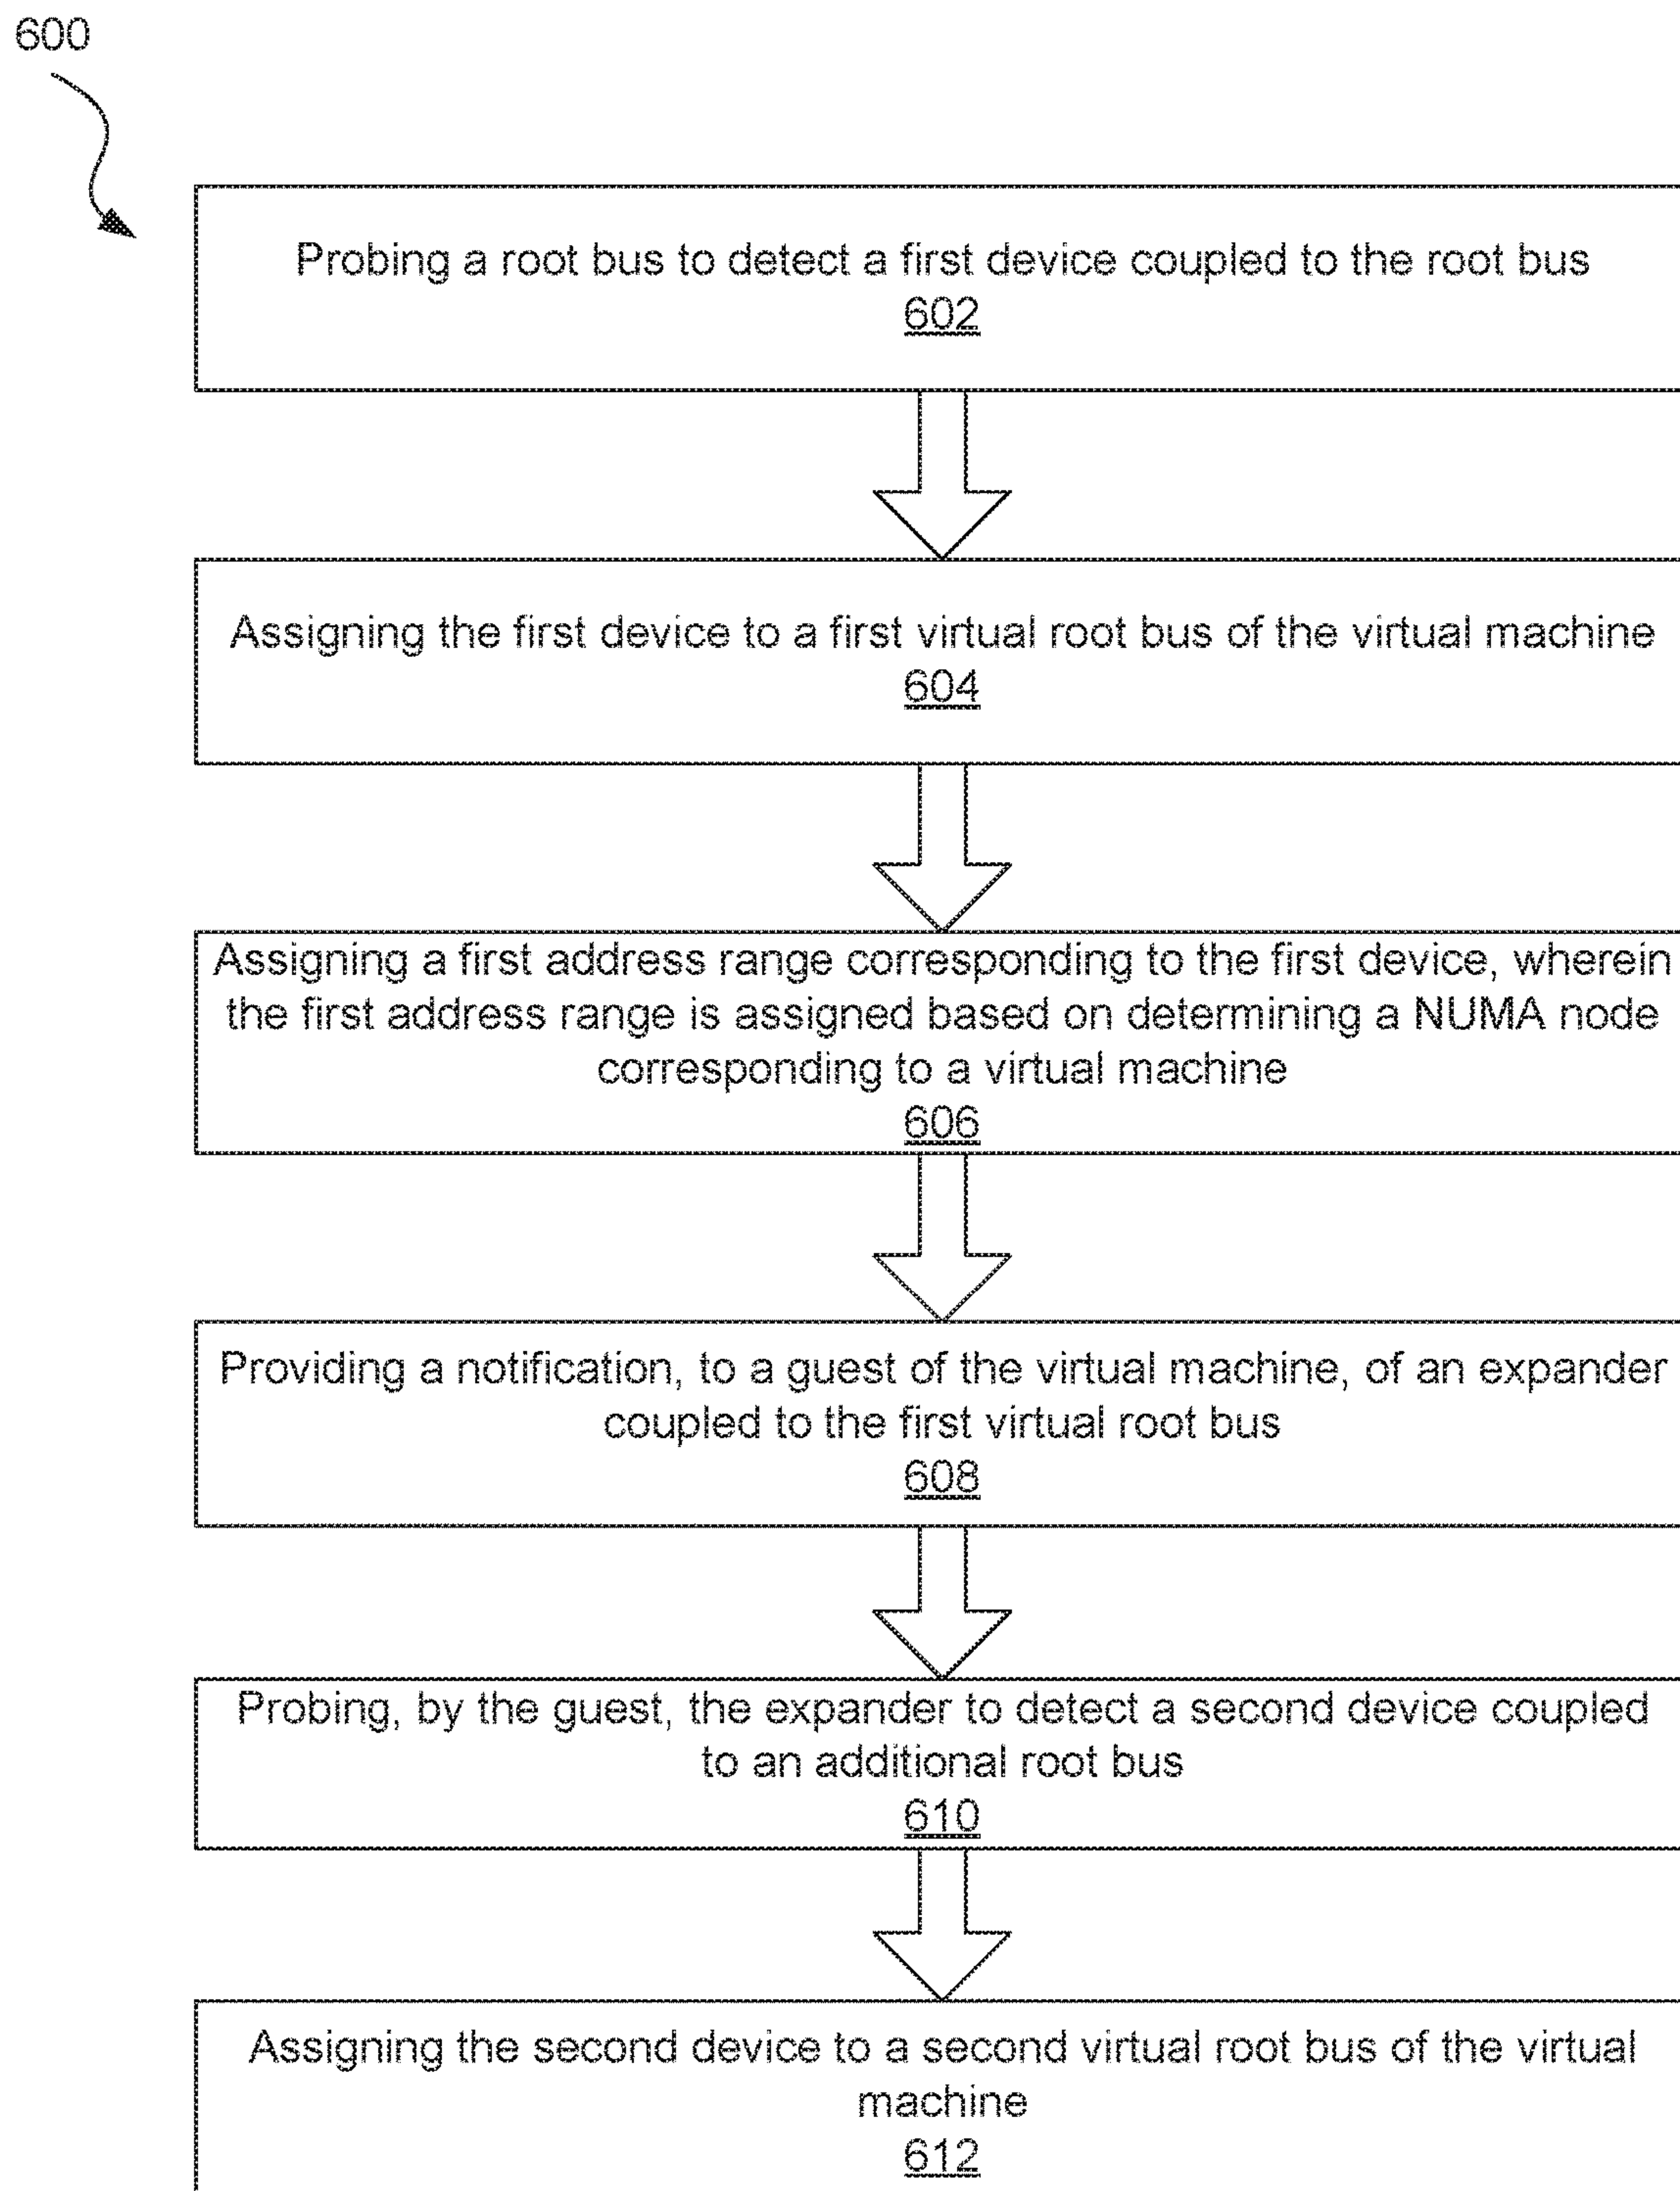 600
Probing a root bus to detect a first device coupled to the root bus
602
Assigning the first device to a first virtual root bus of the virtual machine
604
Assigning a first address range corresponding to the first device, wherein
the first address range is assigned based on determining a NUMA node
corresponding to a virtual machine
606
Providing a notification, to a guest of the virtual machine, of an expander
coupled to the first virtual root bus
608
Probing, by the guest, the expander to detect a second device coupled
to an additional root bus
610
Assigning the second device to a second virtual root bus of the virtual
machine
612